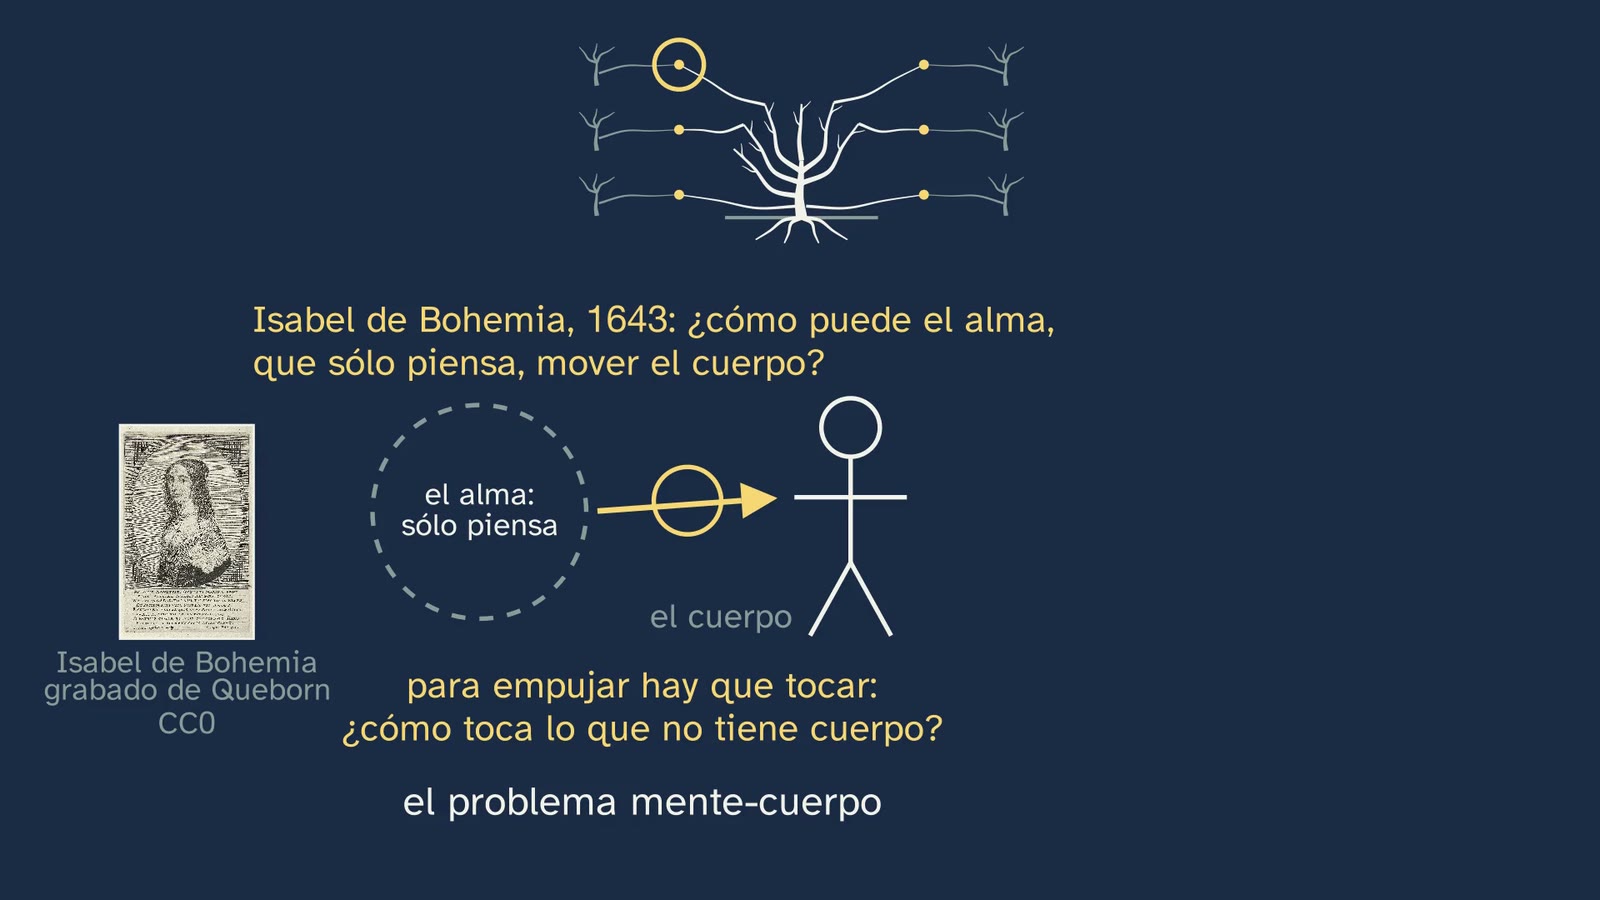 Isabel de Bohemia, 1643: ¿cómo puede el alma,
que sólo piensa, mover el cuerpo?
el alma:
sólo piensa
el cuerpo
Isabel de Bohemia
grabado de Queborn
CC0
para empujar hay que tocar:
¿cómo toca lo que no tiene cuerpo?
el problema mente-cuerpo